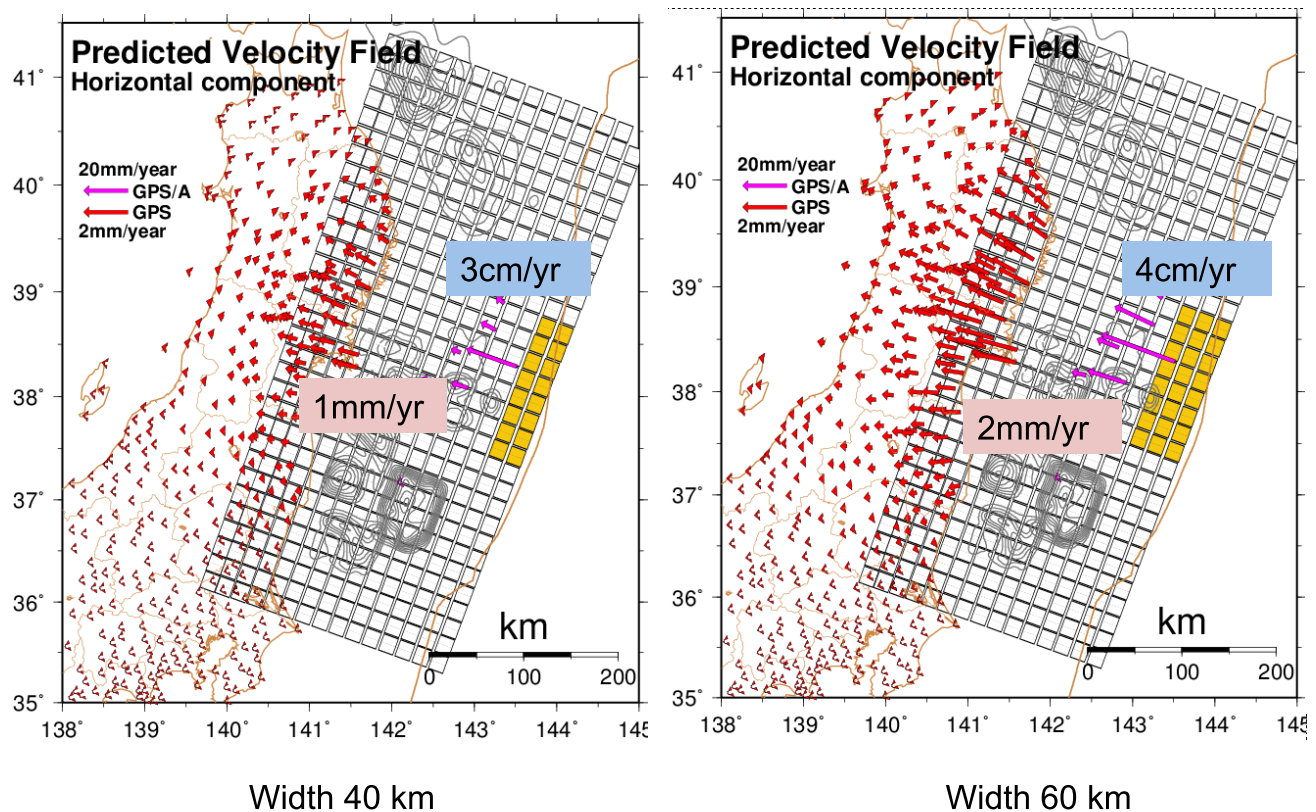 Predicted Velocity Field
Horizontal component
20mm/year
GPS/A
GPS
2mm/year
3cm/yr
1mm/yr
km
0 100 200
41°
40°
39°
38°
37°
36°
35°
138 139 140 141 142 143 144 145
Width 40 km
Predicted Velocity Field
Horizontal component
20mm/year
GPS/A
GPS
2mm/year
4cm/yr
2mm/yr
km
0 100 200
41°
40°
39°
38°
37°
36°
35°
138 139 140 141 142 143 144 145
Width 60 km